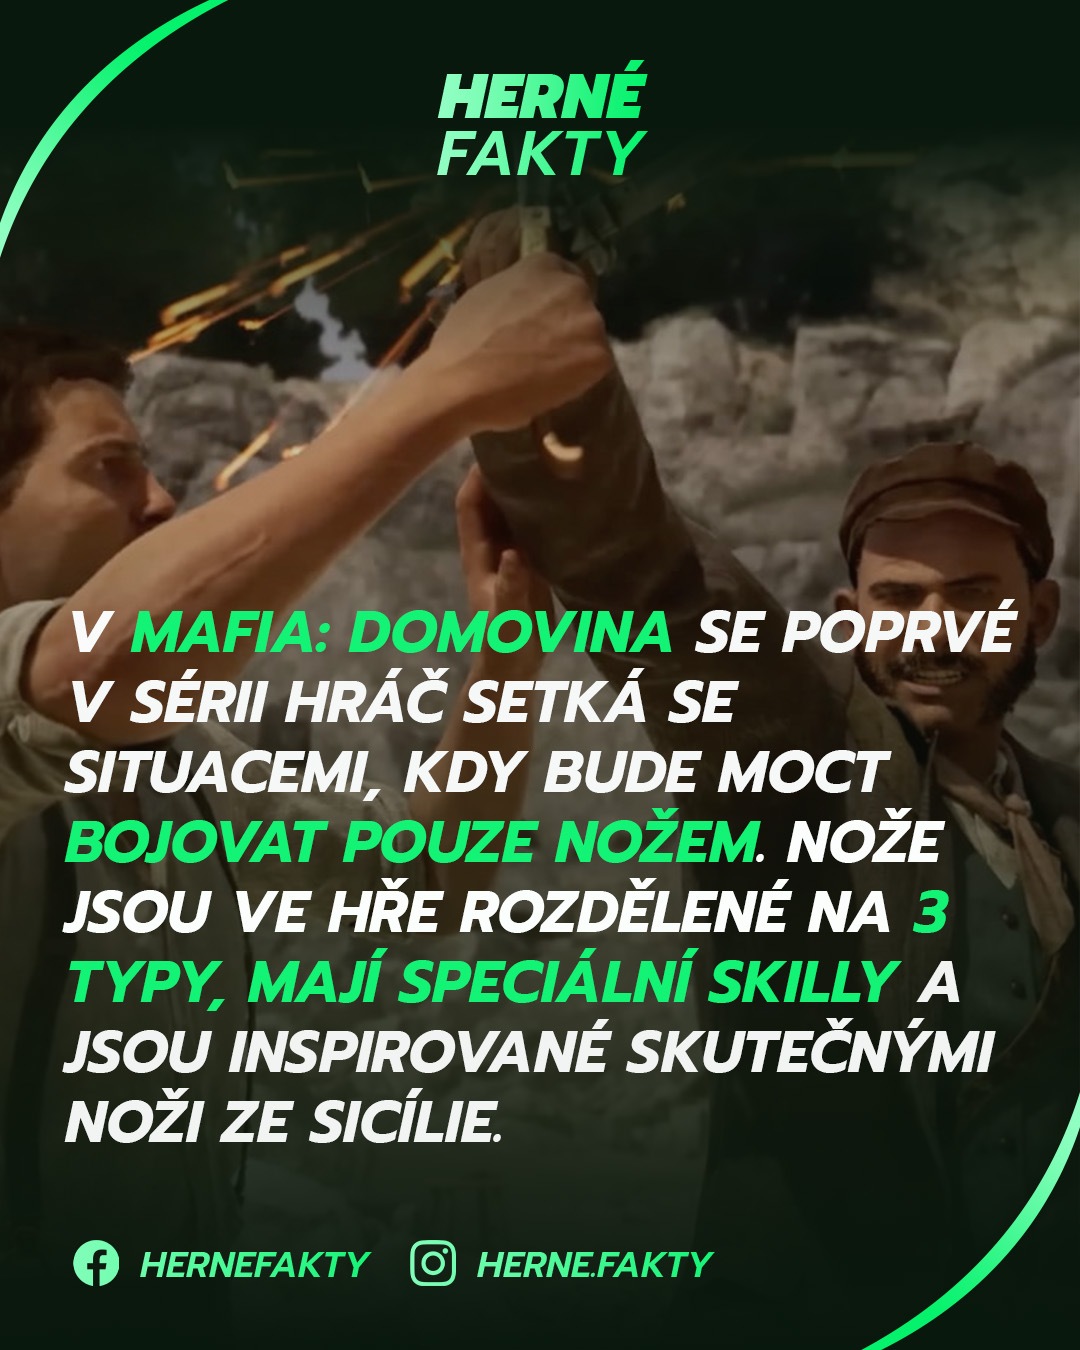 HERNÉ
FAKTY
V MAFIA: DOMOVINA SE POPRVÉ
V SÉRII HRÁČ SETKÁ SE
SITUACEMI, KDY BUDE MOCT
BOJOVAT POUZE NOŽEM. NOŽE
JSOU VE HŘE ROZDĚLENÉ NA 3
TYPY, MAJÍ SPECIÁLNÍ SKILLY A
JSOU INSPIROVANÉ SKUTEČNÝMI
NOŽI ZE SICÍLIE.
HERNEFAKTY HERNE.FAKTY